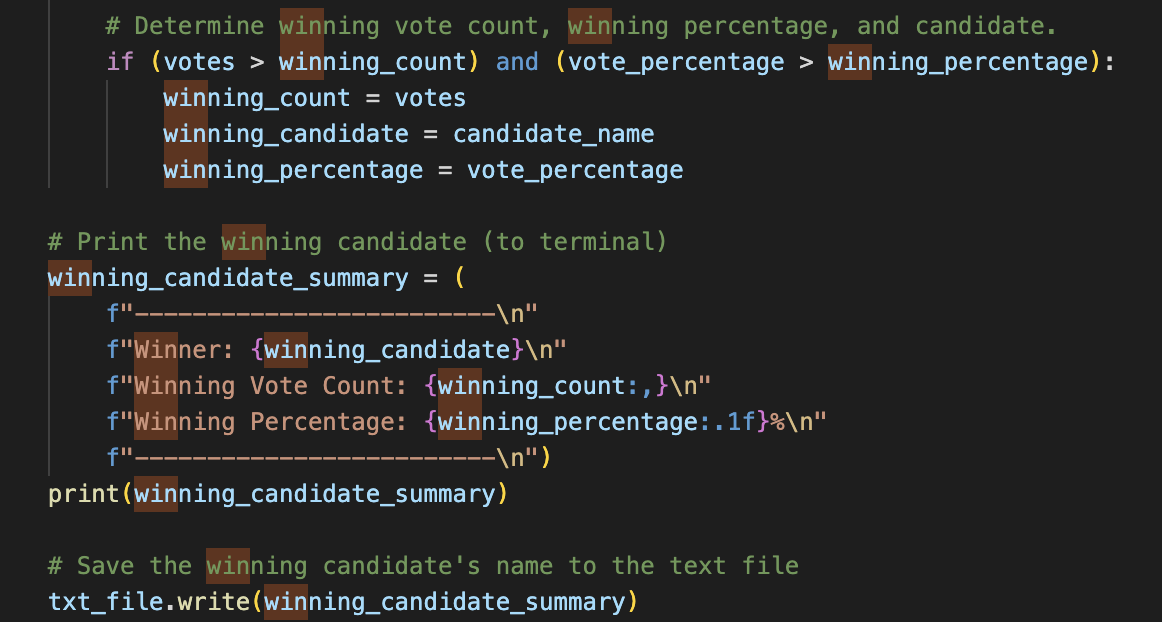 # Determine winning vote count, winning percentage, and candidate.
if (votes > winning_count) and (vote_percentage > winning_percentage):
winning_count = votes
winning_candidate = candidate_name
winning_percentage = vote_percentage
# Print the winning candidate (to terminal)
winning_candidate_summary = (
f"-------------------------\n"
f"Winner: {winning_candidate}\n"
f"Winning Vote Count: {winning_count:,}\n"
f"Winning Percentage: {winning_percentage:.1f}%\n"
f"-------------------------\n")
print(winning_candidate_summary)
# Save the winning candidate's name to the text file
txt_file.write(winning_candidate_summary)